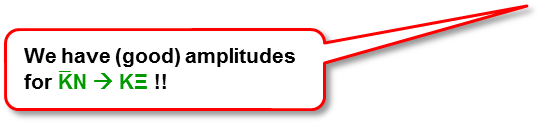 We have (good) amplitudes
for K̅N → KΞ !!